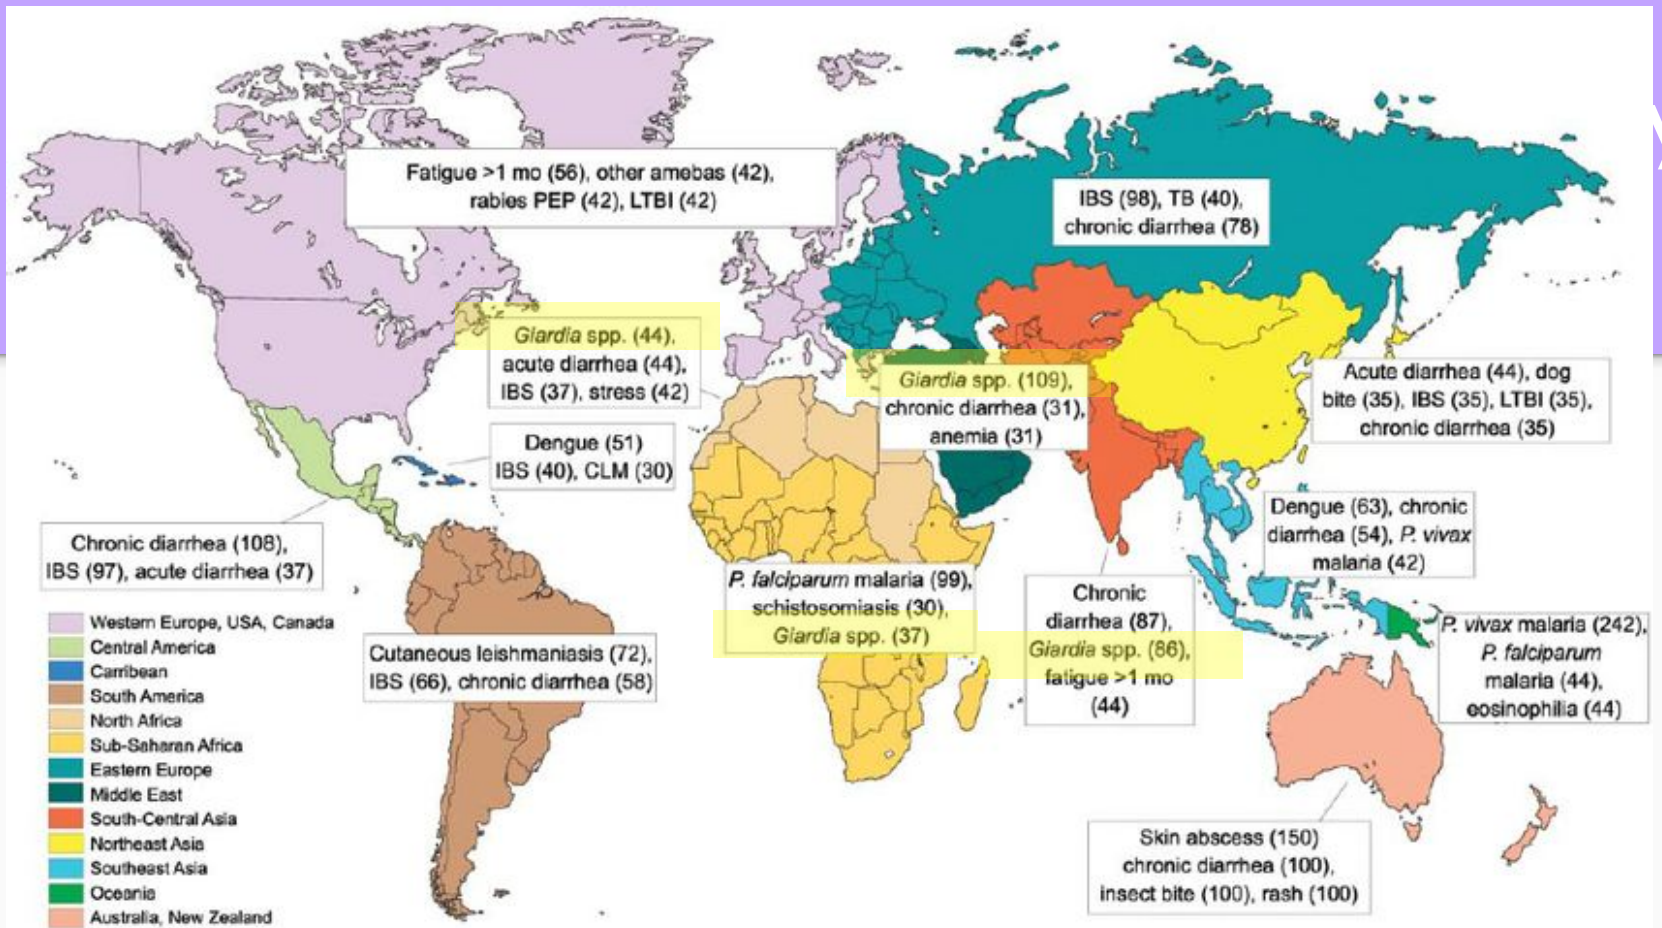 Fatigue >1 mo (56), other amebas (42),
rabies PEP (42), LTBI (42)
IBS (98), TB (40),
chronic diarrhea (78)
Giardia spp. (44),
acute diarrhea (44),
IBS (37), stress (42)
Giardia spp. (109),
chronic diarrhea (31),
anemia (31)
Acute diarrhea (44), dog
bite (35), IBS (35), LTBI (35),
chronic diarrhea (35)
Dengue (51)
IBS (40), CLM (30)
Dengue (63), chronic
diarrhea (54), P. vivax
malaria (42)
Chronic diarrhea (108),
IBS (97), acute diarrhea (37)
P. falciparum malaria (99),
schistosomiasis (30),
Giardia spp. (37)
Chronic
diarrhea (87),
Giardia spp. (86),
fatigue >1 mo
(44)
P. vivax malaria (242),
P. falciparum
malaria (44),
eosinophilia (44)
Cutaneous leishmaniasis (72),
IBS (66), chronic diarrhea (58)
Skin abscess (150)
chronic diarrhea (100),
insect bite (100), rash (100)
Western Europe, USA, Canada
Central America
Carribean
South America
North Africa
Sub-Saharan Africa
Eastern Europe
Middle East
South-Central Asia
Northeast Asia
Southeast Asia
Oceania
Australia, New Zealand